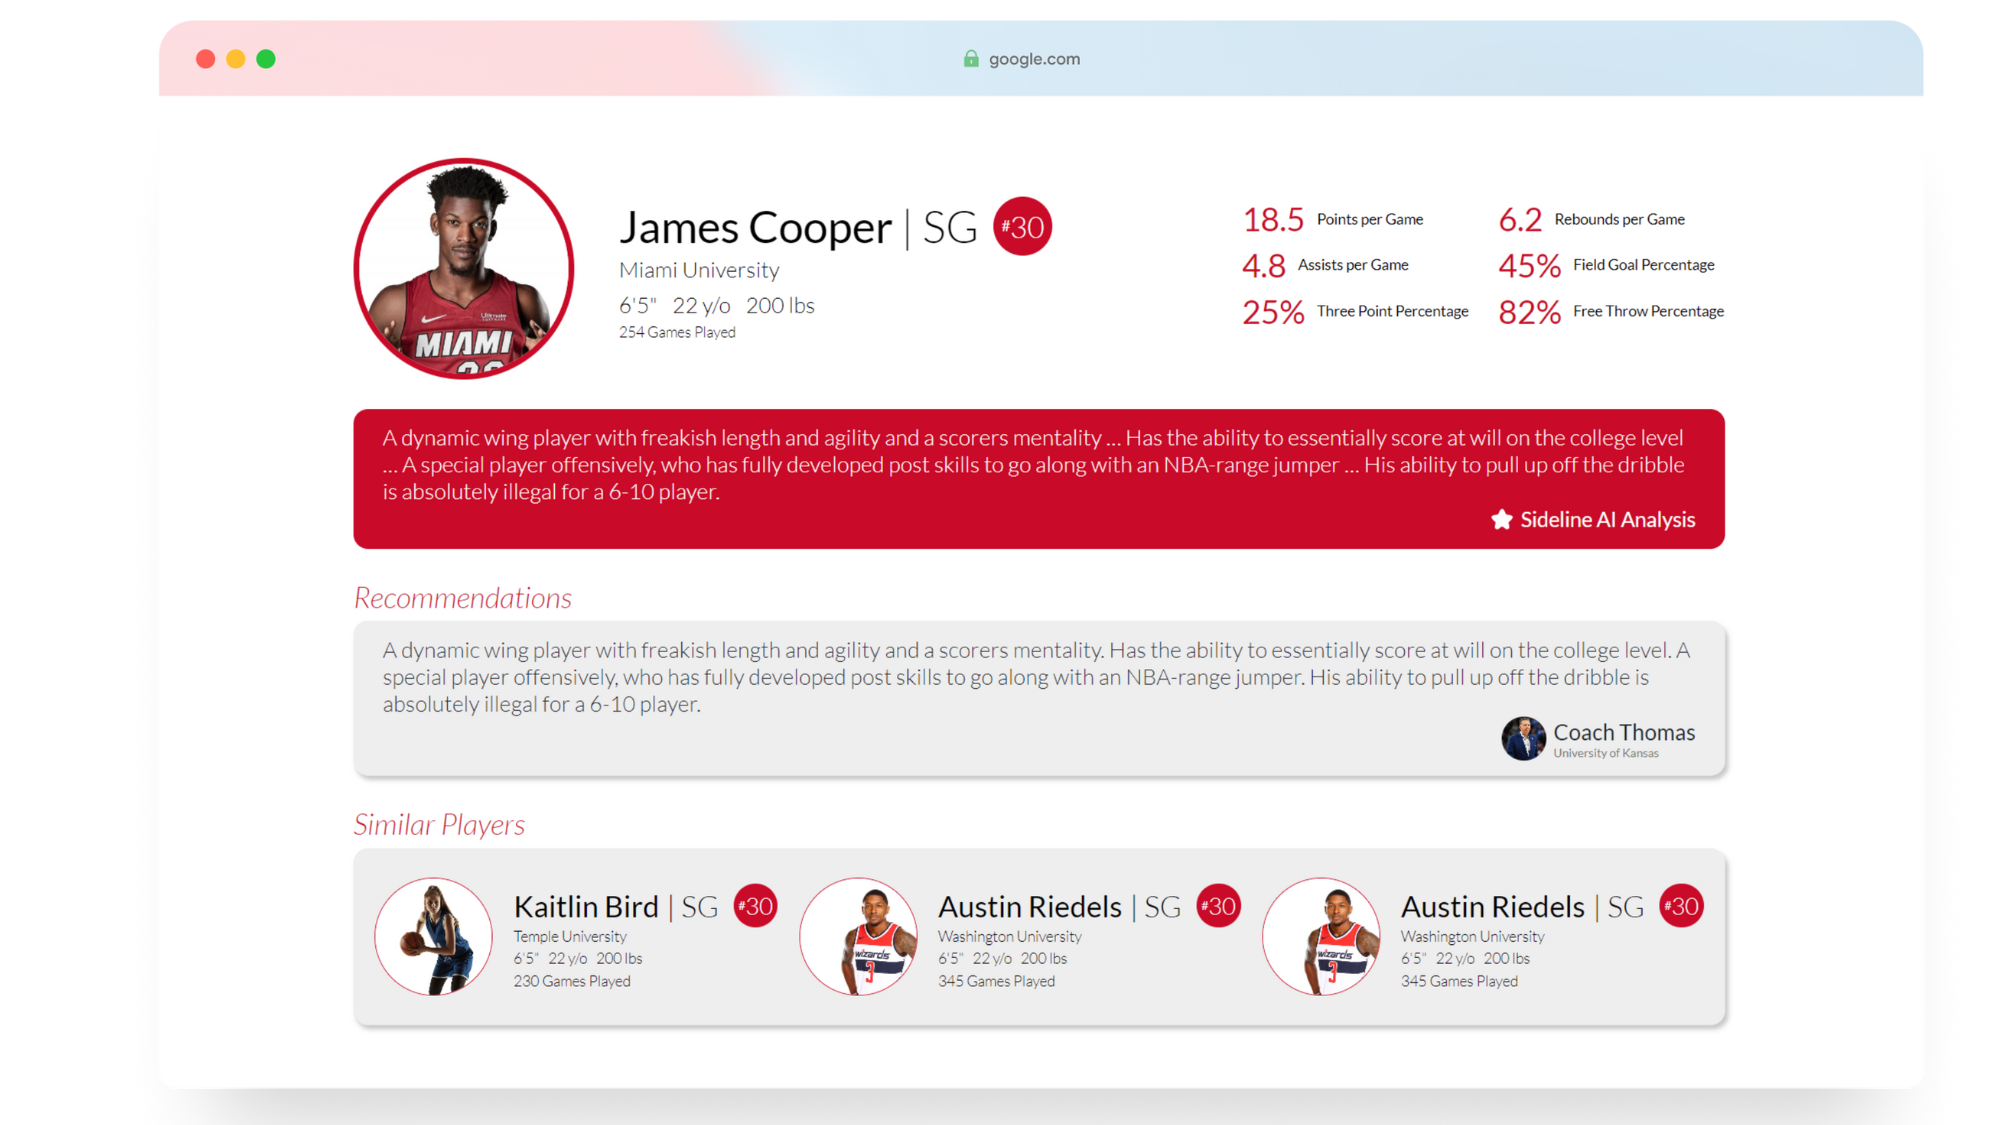 google.com
James Cooper | SG #30
Miami University
6'5" 22 y/o 200 lbs
254 Games Played
18.5 Points per Game
6.2 Rebounds per Game
4.8 Assists per Game
45% Field Goal Percentage
25% Three Point Percentage
82% Free Throw Percentage
MIAMI
A dynamic wing player with freakish length and agility and a scorers mentality ... Has the ability to essentially score at will on the college level
... A special player offensively, who has fully developed post skills to go along with an NBA-range jumper ... His ability to pull up off the dribble
is absolutely illegal for a 6-10 player.
Sideline AI Analysis
Recommendations
A dynamic wing player with freakish length and agility and a scorers mentality. Has the ability to essentially score at will on the college level. A
special player offensively, who has fully developed post skills to go along with an NBA-range jumper. His ability to pull up off the dribble is
absolutely illegal for a 6-10 player.
Coach Thomas
University of Kansas
Similar Players
Kaitlin Bird | SG #30
Temple University
6'5" 22 y/o 200 lbs
230 Games Played
Austin Riedels | SG #30
Washington University
6'5" 22 y/o 200 lbs
345 Games Played
wizards
3
Austin Riedels | SG #30
Washington University
6'5" 22 y/o 200 lbs
345 Games Played
wizards
3